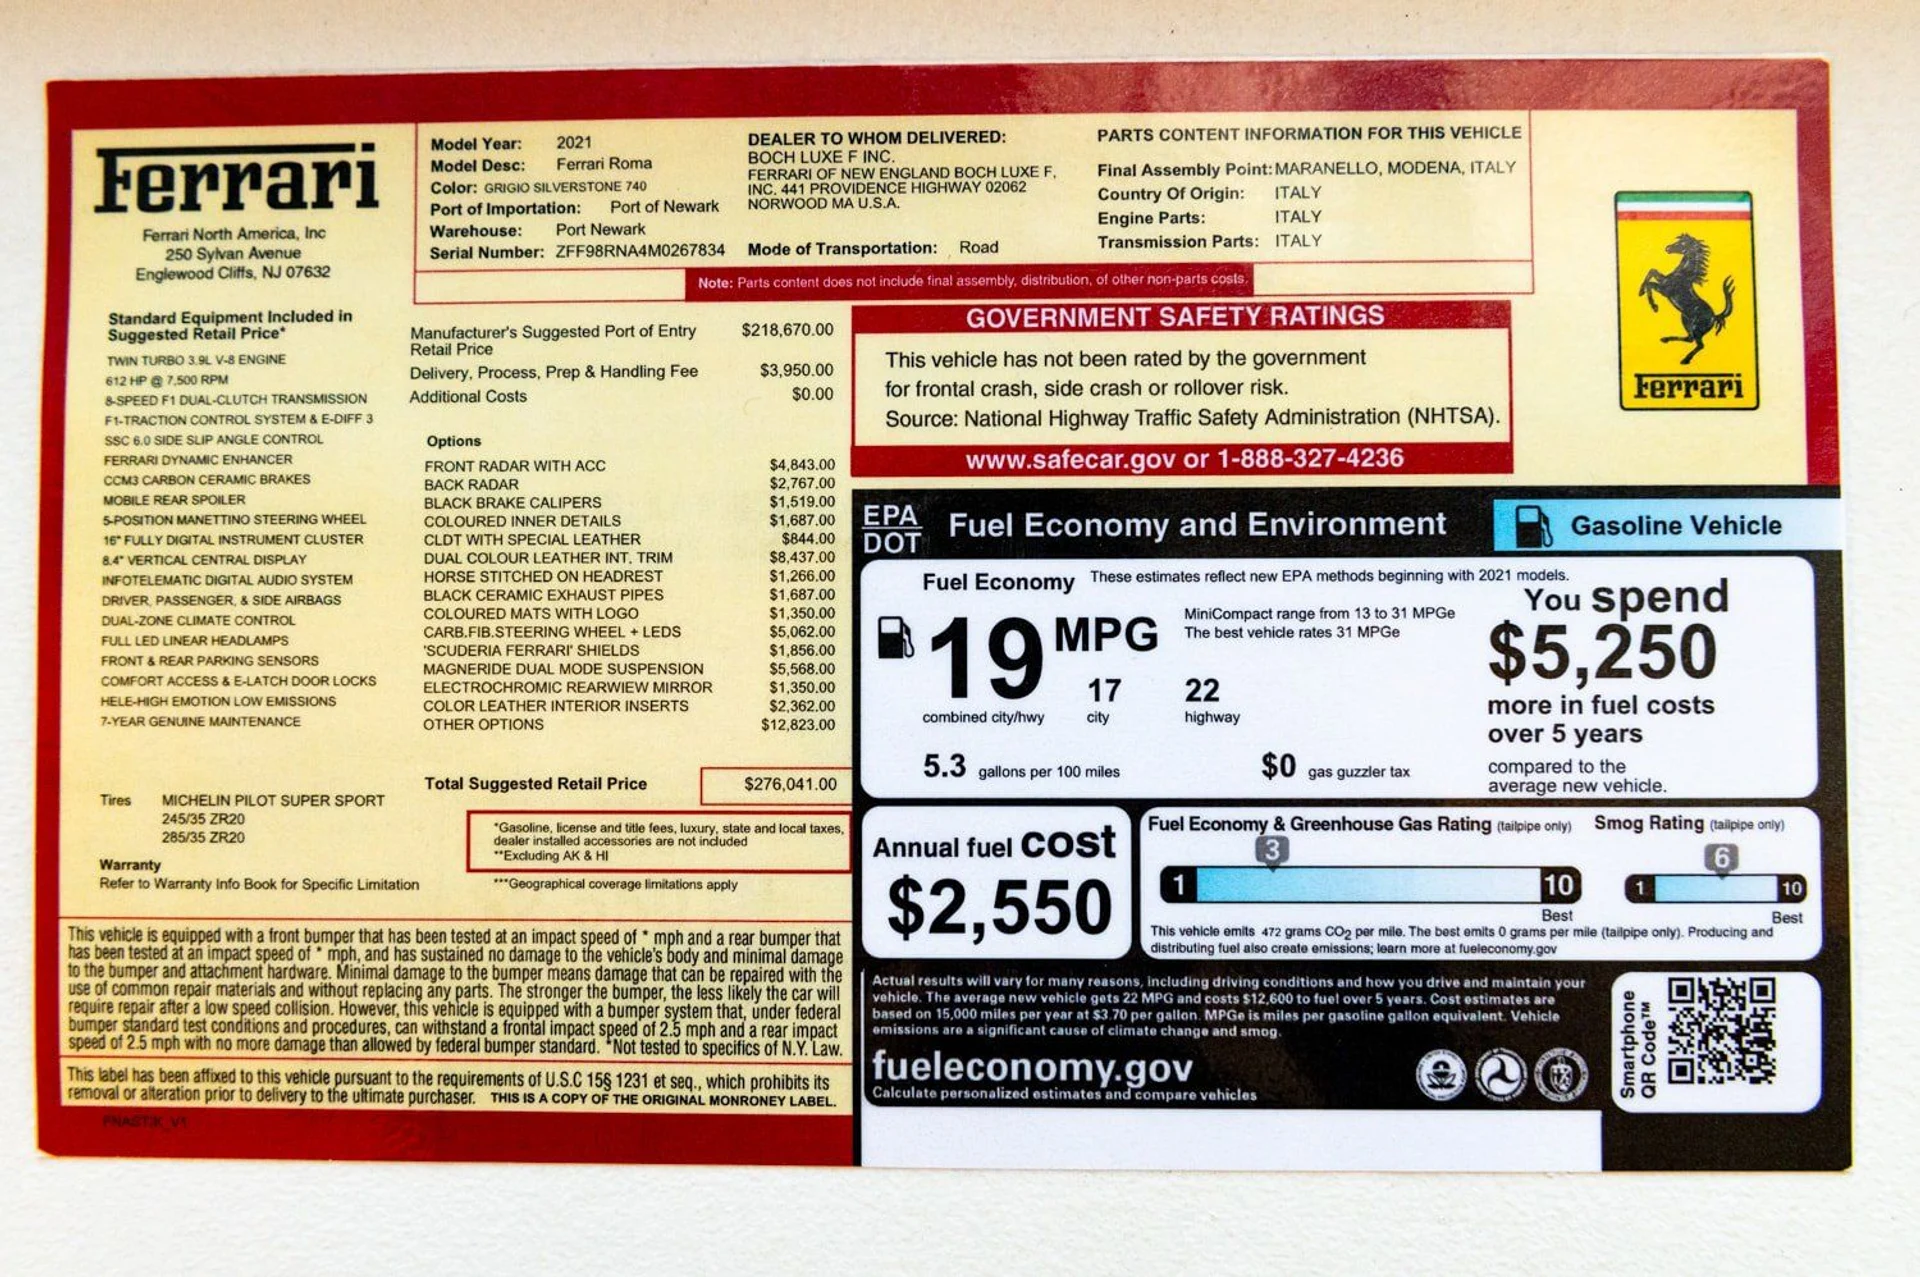 Ferrari
Ferrari North America, Inc
250 Sylvan Avenue
Englewood Cliffs, NJ 07632
Model Year: 2021
Model Desc: Ferrari Roma
Color: GRIGIO SILVERSTONE 740
Port of Importation: Port of Newark
Warehouse: Port Newark
Serial Number: ZFF98RNA4M0267834
DEALER TO WHOM DELIVERED:
BOCH LUXE F INC.
FERRARI OF NEW ENGLAND BOCH LUXE F,
INC. 441 PROVIDENCE HIGHWAY 02062
NORWOOD MA U.S.A.
Mode of Transportation: Road
PARTS CONTENT INFORMATION FOR THIS VEHICLE
Final Assembly Point: MARANELLO, MODENA, ITALY
Country Of Origin: ITALY
Engine Parts: ITALY
Transmission Parts: ITALY
Note: Parts content does not include final assembly, distribution, of other non-parts costs.
Ferrari
Standard Equipment Included in
Suggested Retail Price*
TWIN TURBO 3.9L V-8 ENGINE
612 HP @ 7,500 RPM
8-SPEED F1 DUAL-CLUTCH TRANSMISSION
F1-TRACTION CONTROL SYSTEM & E-DIFF 3
SSC 6.0 SIDE SLIP ANGLE CONTROL
FERRARI DYNAMIC ENHANCER
CCM3 CARBON CERAMIC BRAKES
MOBILE REAR SPOILER
5-POSITION MANETTINO STEERING WHEEL
16" FULLY DIGITAL INSTRUMENT CLUSTER
8.4" VERTICAL CENTRAL DISPLAY
INFOTELEMATIC DIGITAL AUDIO SYSTEM
DRIVER, PASSENGER, & SIDE AIRBAGS
DUAL-ZONE CLIMATE CONTROL
FULL LED LINEAR HEADLAMPS
FRONT & REAR PARKING SENSORS
COMFORT ACCESS & E-LATCH DOOR LOCKS
HELE-HIGH EMOTION LOW EMISSIONS
7-YEAR GENUINE MAINTENANCE
Tires MICHELIN PILOT SUPER SPORT
245/35 ZR20
285/35 ZR20
Warranty
Refer to Warranty Info Book for Specific Limitation
Manufacturer's Suggested Port of Entry $218,670.00
Retail Price
Delivery, Process, Prep & Handling Fee $3,950.00
Additional Costs $0.00
Options
FRONT RADAR WITH ACC $4,843.00
BACK RADAR $2,767.00
BLACK BRAKE CALIPERS $1,519.00
COLOURED INNER DETAILS $1,687.00
CLDT WITH SPECIAL LEATHER $844.00
DUAL COLOUR LEATHER INT. TRIM $8,437.00
HORSE STITCHED ON HEADREST $1,266.00
BLACK CERAMIC EXHAUST PIPES $1,687.00
COLOURED MATS WITH LOGO $1,350.00
CARB.FIB.STEERING WHEEL + LEDS $5,062.00
'SCUDERIA FERRARI' SHIELDS $1,856.00
MAGNERIDE DUAL MODE SUSPENSION $5,568.00
ELECTROCHROMIC REARWIEW MIRROR $1,350.00
COLOR LEATHER INTERIOR INSERTS $2,362.00
OTHER OPTIONS $12,823.00
Total Suggested Retail Price $276,041.00
*Gasoline, license and title fees, luxury, state and local taxes,
dealer installed accessories are not included
**Excluding AK & HI
***Geographical coverage limitations apply
This vehicle is equipped with a front bumper that has been tested at an impact speed of * mph and a rear bumper that
has been tested at an impact speed of * mph, and has sustained no damage to the vehicle's body and minimal damage
to the bumper and attachment hardware. Minimal damage to the bumper means damage that can be repaired with the
use of common repair materials and without replacing any parts. The stronger the bumper, the less likely the car will
require repair after a low speed collision. However, this vehicle is equipped with a bumper system that, under federal
bumper standard test conditions and procedures, can withstand a frontal impact speed of 2.5 mph and a rear impact
speed of 2.5 mph with no more damage than allowed by federal bumper standard. *Not tested to specifics of N.Y. Law.
This label has been affixed to this vehicle pursuant to the requirements of U.S.C 15§ 1231 et seq., which prohibits its
removal or alteration prior to delivery to the ultimate purchaser. THIS IS A COPY OF THE ORIGINAL MONRONEY LABEL.
GOVERNMENT SAFETY RATINGS
This vehicle has not been rated by the government
for frontal crash, side crash or rollover risk.
Source: National Highway Traffic Safety Administration (NHTSA).
www.safecar.gov or 1-888-327-4236
EPA
DOT
Fuel Economy and Environment
Gasoline Vehicle
Fuel Economy
These estimates reflect new EPA methods beginning with 2021 models.
19 MPG
combined city/hwy
17
city
22
highway
MiniCompact range from 13 to 31 MPGe
The best vehicle rates 31 MPGe
5.3 gallons per 100 miles
$0 gas guzzler tax
You spend
$5,250
more in fuel costs
over 5 years
compared to the
average new vehicle.
Annual fuel cost
$2,550
Fuel Economy & Greenhouse Gas Rating (tailpipe only)
3
1 10
Best
Smog Rating (tailpipe only)
6
1 10
Best
This vehicle emits 472 grams CO2 per mile. The best emits 0 grams per mile (tailpipe only). Producing and
distributing fuel also create emissions; learn more at fueleconomy.gov
Actual results will vary for many reasons, including driving conditions and how you drive and maintain your
vehicle. The average new vehicle gets 22 MPG and costs $12,600 to fuel over 5 years. Cost estimates are
based on 15,000 miles per year at $3.70 per gallon. MPGe is miles per gasoline gallon equivalent. Vehicle
emissions are a significant cause of climate change and smog.
fueleconomy.gov
Calculate personalized estimates and compare vehicles
Smartphone
QR Code™